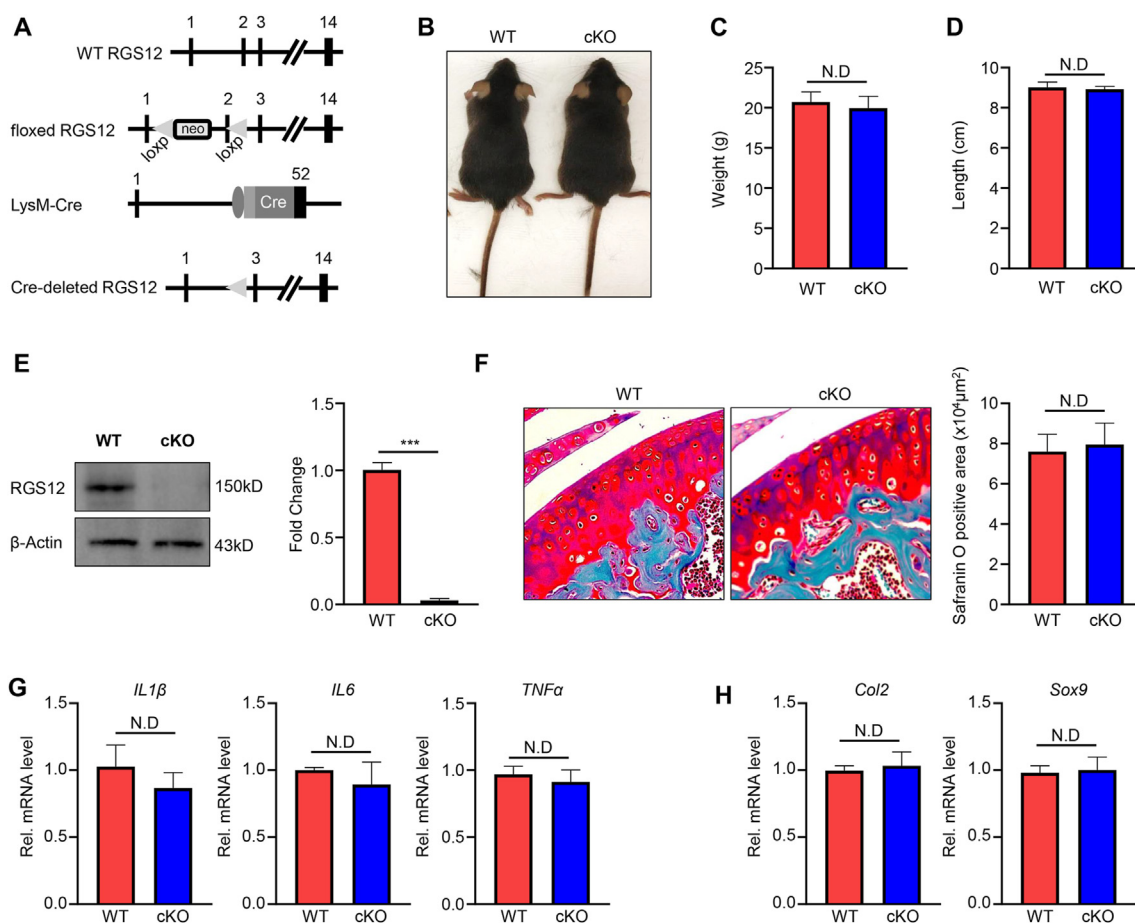 A
1 2 3 14
WT RGS12
1 2 3 14
floxed RGS12
neo
loxp loxp
1 52
LysM-Cre
Cre
1 3 14
Cre-deleted RGS12
B
WT cKO
C
N.D
Weight (g)
25
20
15
10
5
0
WT cKO
D
N.D
Length (cm)
10
8
6
4
2
0
WT cKO
E
WT cKO
RGS12 150kD
β-Actin 43kD
Fold Change
1.5
1.0
0.5
0.0
***
WT cKO
F
WT cKO
Safranin O positive area (x10⁴μm²)
10
8
6
4
2
0
N.D
WT cKO
G
IL1β
Rel. mRNA level
1.5
1.0
0.5
0.0
N.D
WT cKO
IL6
Rel. mRNA level
1.5
1.0
0.5
0.0
N.D
WT cKO
TNFα
Rel. mRNA level
1.5
1.0
0.5
0.0
N.D
WT cKO
H
Col2
Rel. mRNA level
1.5
1.0
0.5
0.0
N.D
WT cKO
Sox9
Rel. mRNA level
1.5
1.0
0.5
0.0
N.D
WT cKO